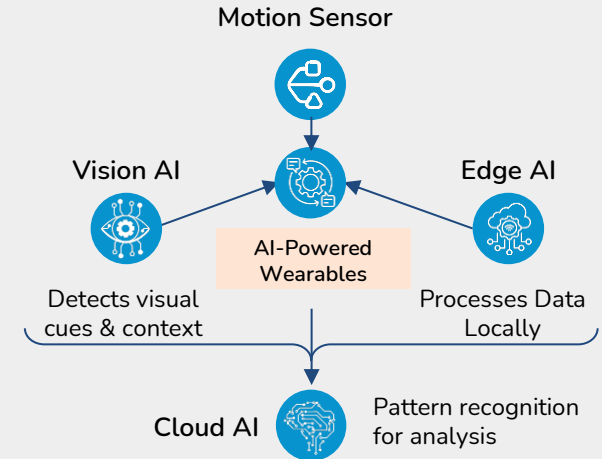 Motion Sensor
Vision AI
Edge AI
AI-Powered
Wearables
Detects visual
cues & context
Processes Data
Locally
Cloud AI
Pattern recognition
for analysis